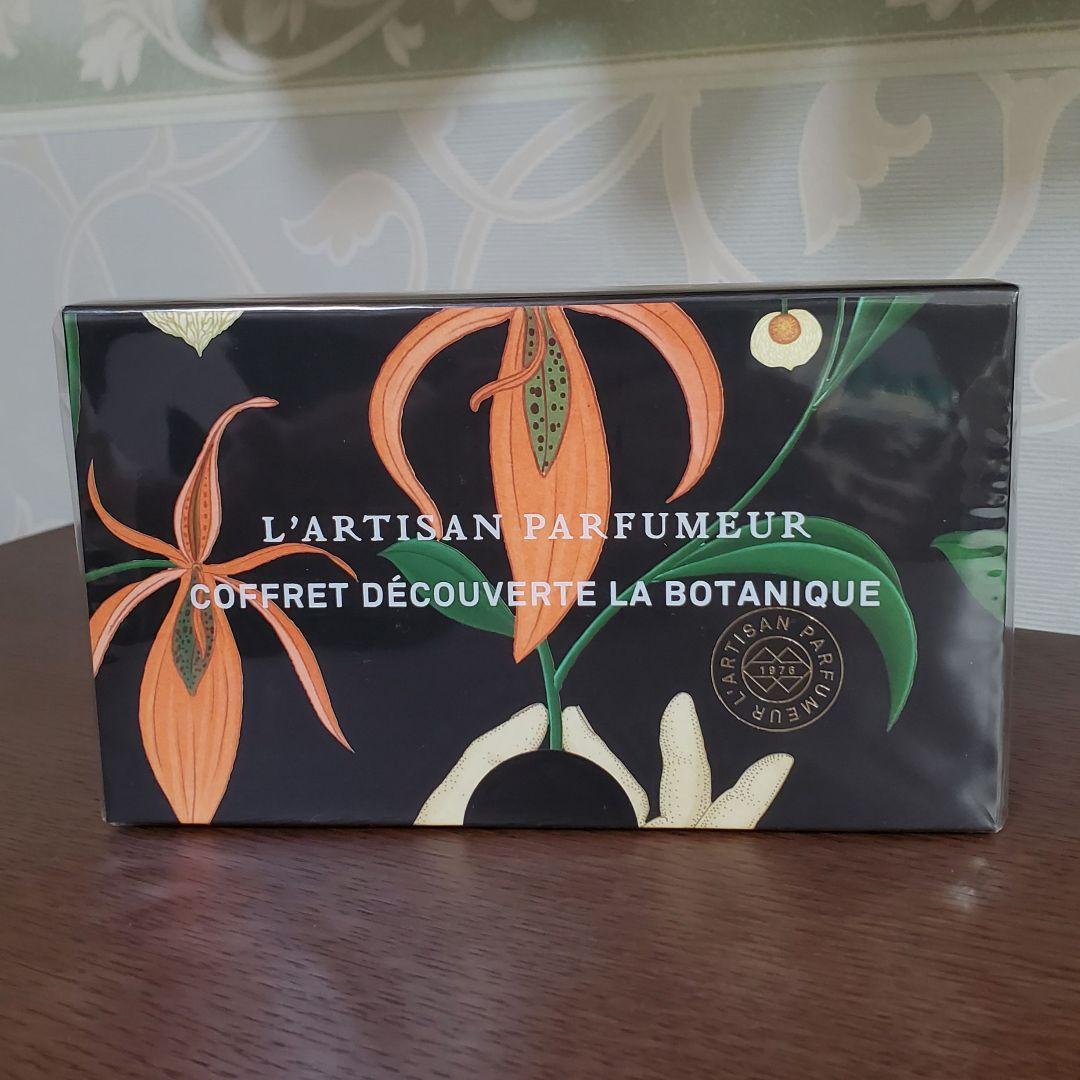 L'ARTISAN PARFUMEUR
COFFRET DÉCOUVERTE LA BOTANIQUE
L'ARTISAN PARFUMEUR
1976